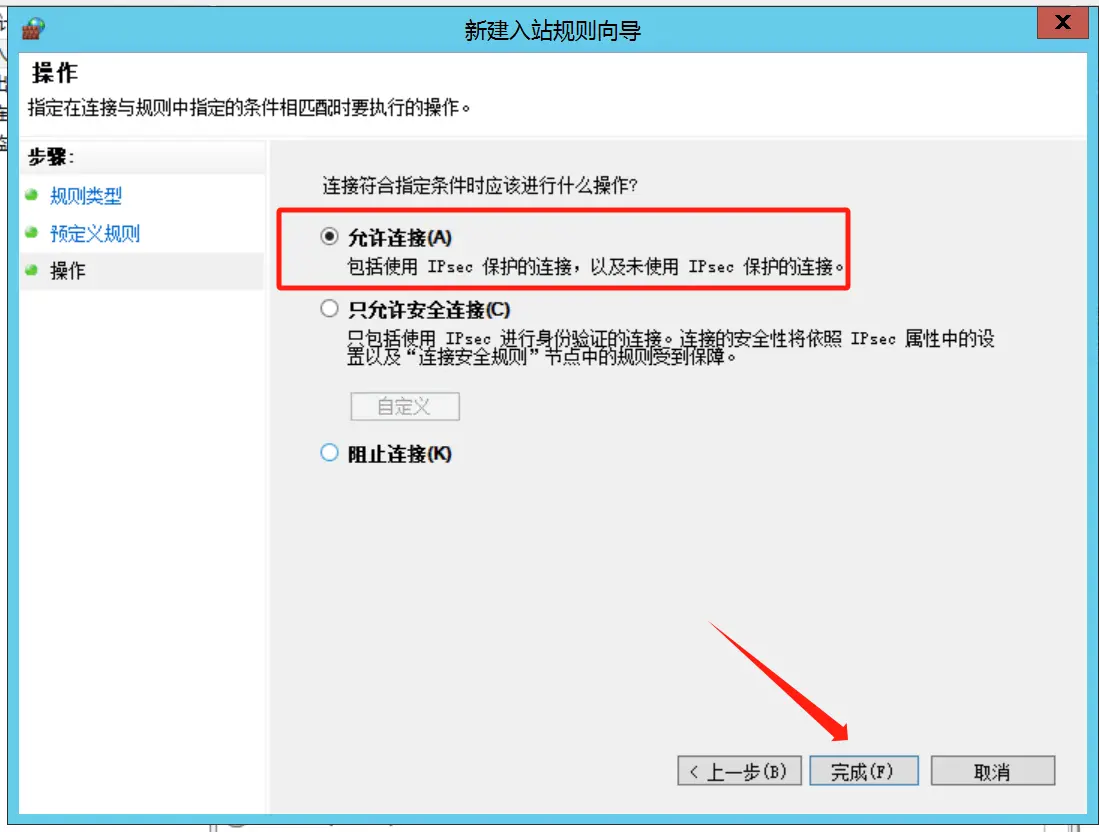 新建入站规则向导
X
操作
指定在连接与规则中指定的条件相匹配时要执行的操作。
步骤:
规则类型
预定义规则
操作
连接符合指定条件时应该进行什么操作?
允许连接(A)
包括使用 IPsec 保护的连接，以及未使用 IPsec 保护的连接。
只允许安全连接(C)
只包括使用 IPsec 进行身份验证的连接。连接的安全性将依照 IPsec 属性中的设
置以及“连接安全规则”节点中的规则受到保障。
自定义
阻止连接(K)
< 上一步(B)
完成(F)
取消